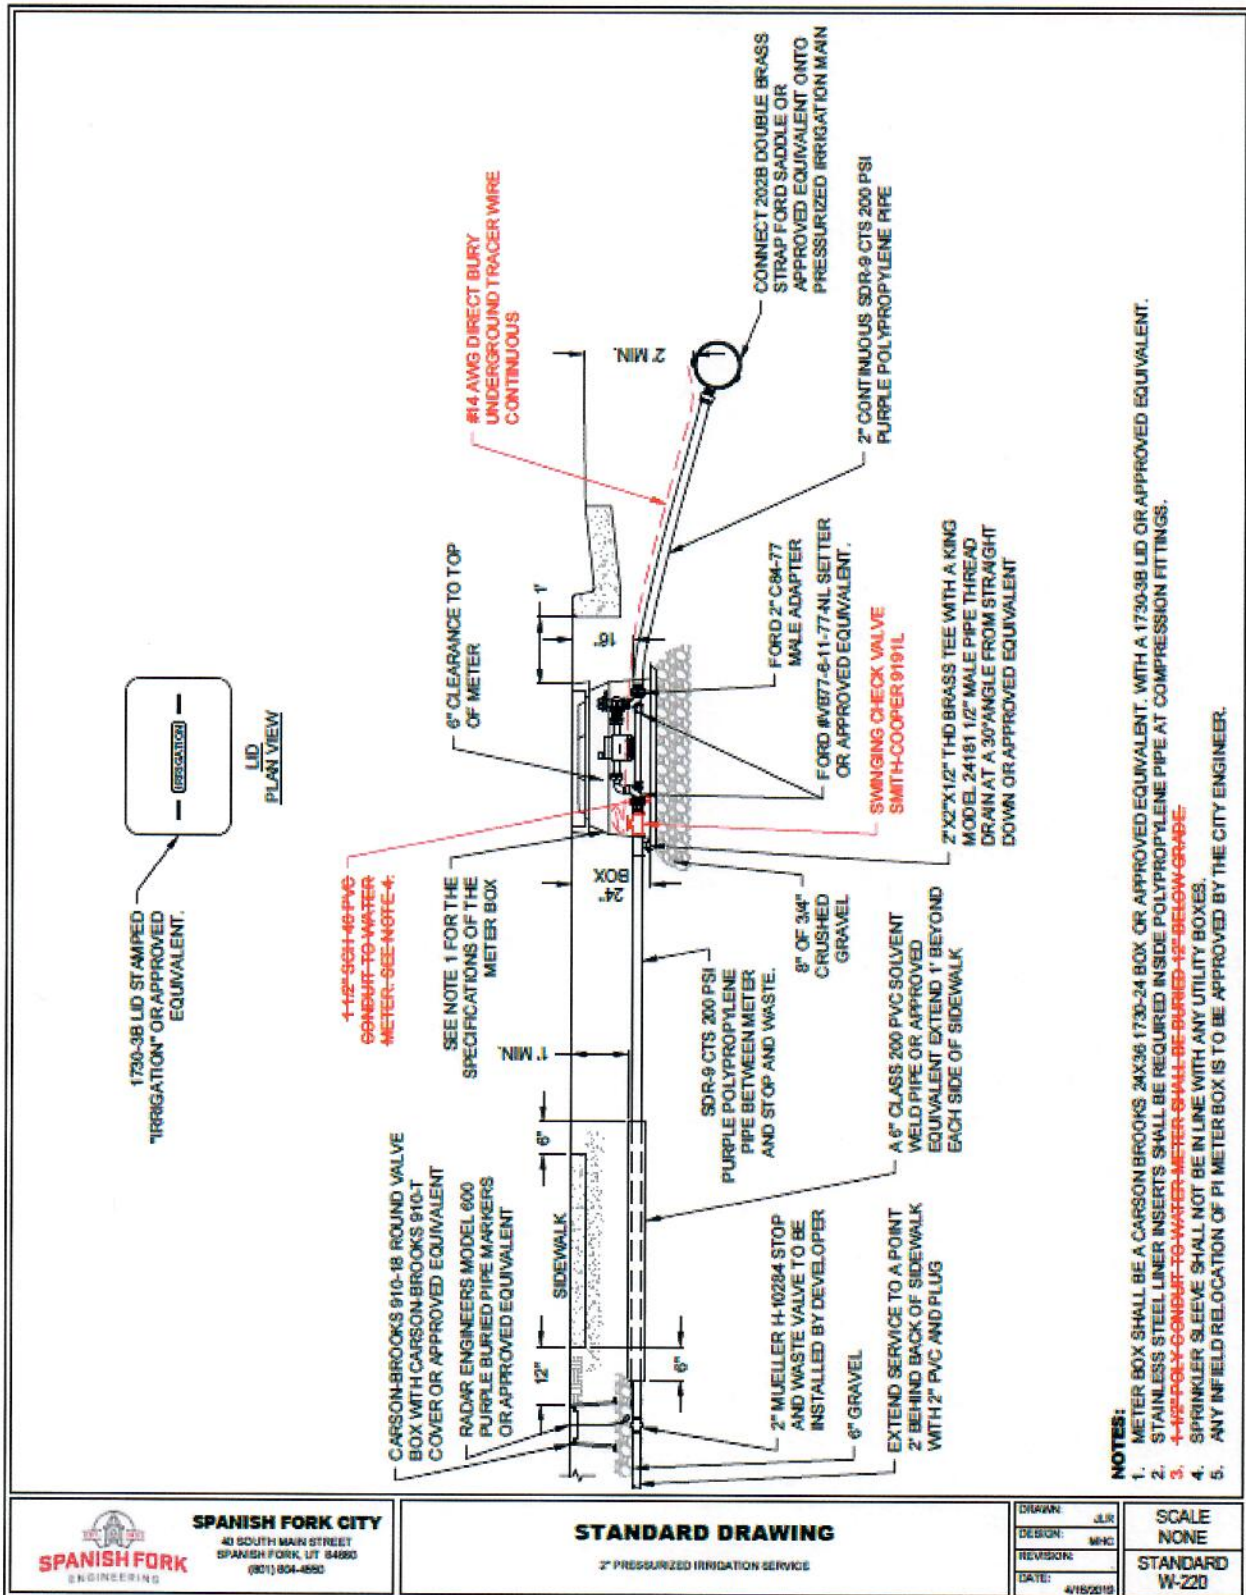 1730-3B LID STAMPED
"IRRIGATION" OR APPROVED
EQUIVALENT.
IRRIGATION
LID
PLAN VIEW
1 1/2" SCH 40 PVC
CONDUIT TO WATER
METER. SEE NOTE 4.
#14 AWG DIRECT BURY
UNDERGROUND TRACER WIRE
CONTINUOUS
CARSON-BROOKS 910-18 ROUND VALVE
BOX WITH CARSON-BROOKS 910-T
COVER OR APPROVED EQUIVALENT
RADAR ENGINEERS MODEL 600
PURPLE BURIED PIPE MARKERS
OR APPROVED EQUIVALENT
SEE NOTE 1 FOR THE
SPECIFICATIONS OF THE
METER BOX
6" CLEARANCE TO TOP
OF METER
CONNECT 202B DOUBLE BRASS
STRAP FORD SADDLE OR
APPROVED EQUIVALENT ONTO
PRESSURIZED IRRIGATION MAIN
12"
SIDEWALK
6"
1' MIN.
24"
BOX
16"
1'
2' MIN.
6"
2" MUELLER H-10284 STOP
AND WASTE VALVE TO BE
INSTALLED BY DEVELOPER
6" GRAVEL
EXTEND SERVICE TO A POINT
2' BEHIND BACK OF SIDEWALK
WITH 2" PVC AND PLUG
SDR-9 CTS 200 PSI
PURPLE POLYPROPYLENE
PIPE BETWEEN METER
AND STOP AND WASTE.
A 6" CLASS 200 PVC SOLVENT
WELD PIPE OR APPROVED
EQUIVALENT EXTEND 1' BEYOND
EACH SIDE OF SIDEWALK
8" OF 3/4"
CRUSHED
GRAVEL
FORD 2" C84-77
MALE ADAPTER
FORD #VB77-6-11-77-NL SETTER
OR APPROVED EQUIVALENT.
SWINGING CHECK VALVE
SMITH-COOPER 9191L
2"X2"X1/2" THD BRASS TEE WITH A KING
MODEL 24181 1/2" MALE PIPE THREAD
DRAIN AT A 30°ANGLE FROM STRAIGHT
DOWN OR APPROVED EQUIVALENT
2" CONTINUOUS SDR-9 CTS 200 PSI
PURPLE POLYPROPYLENE PIPE
NOTES:
1. METER BOX SHALL BE A CARSON BROOKS 24X36 1730-24 BOX OR APPROVED EQUIVALENT. WITH A 1730-3B LID OR APPROVED EQUIVALENT.
2. STAINLESS STEEL LINER INSERTS SHALL BE REQUIRED INSIDE POLYPROPYLENE PIPE AT COMPRESSION FITTINGS.
3. 1-1/2" POLY CONDUIT TO WATER METER SHALL BE BURIED 12" BELOW GRADE.
4. SPRINKLER SLEEVE SHALL NOT BE IN LINE WITH ANY UTILITY BOXES.
5. ANY INFIELD RELOCATION OF PI METER BOX IS TO BE APPROVED BY THE CITY ENGINEER.
SPANISH FORK
ENGINEERING
SPANISH FORK CITY
40 SOUTH MAIN STREET
SPANISH FORK, UT 84660
(801) 804-4550
STANDARD DRAWING
2" PRESSURIZED IRRIGATION SERVICE
DRAWN: JLR
DESIGN: MHC
REVISION:
DATE: 4/16/2019
SCALE
NONE
STANDARD
W-220